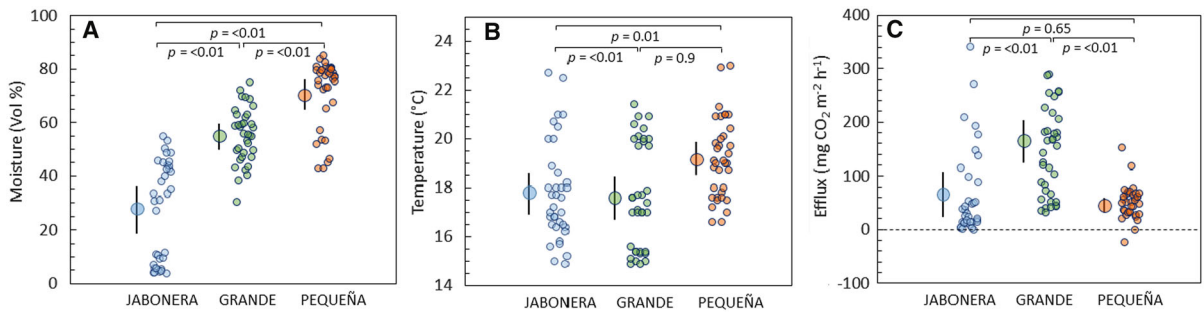 A
Moisture (Vol %)
100
80
60
40
20
0
p = <0.01
p = <0.01
p = <0.01
JABONERA
GRANDE
PEQUEÑA
B
Temperature (°C)
24
22
20
18
16
14
p = 0.01
p = <0.01
p = 0.9
JABONERA
GRANDE
PEQUEÑA
C
Efflux (mg CO₂ m⁻² h⁻¹)
400
300
200
100
0
-100
p = 0.65
p = <0.01
p = <0.01
JABONERA
GRANDE
PEQUEÑA